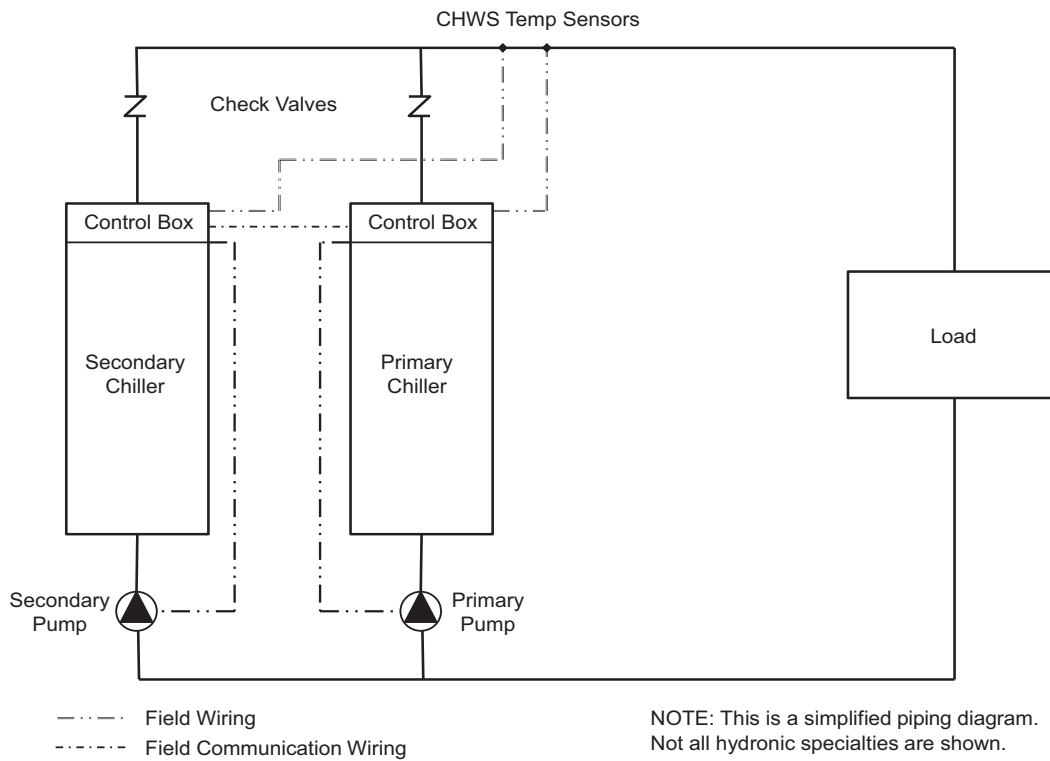 CHWS Temp Sensors
Check Valves
Control Box
Control Box
Secondary
Chiller
Primary
Chiller
Load
Secondary
Pump
Primary
Pump
Field Wiring
Field Communication Wiring
NOTE: This is a simplified piping diagram.
Not all hydronic specialties are shown.